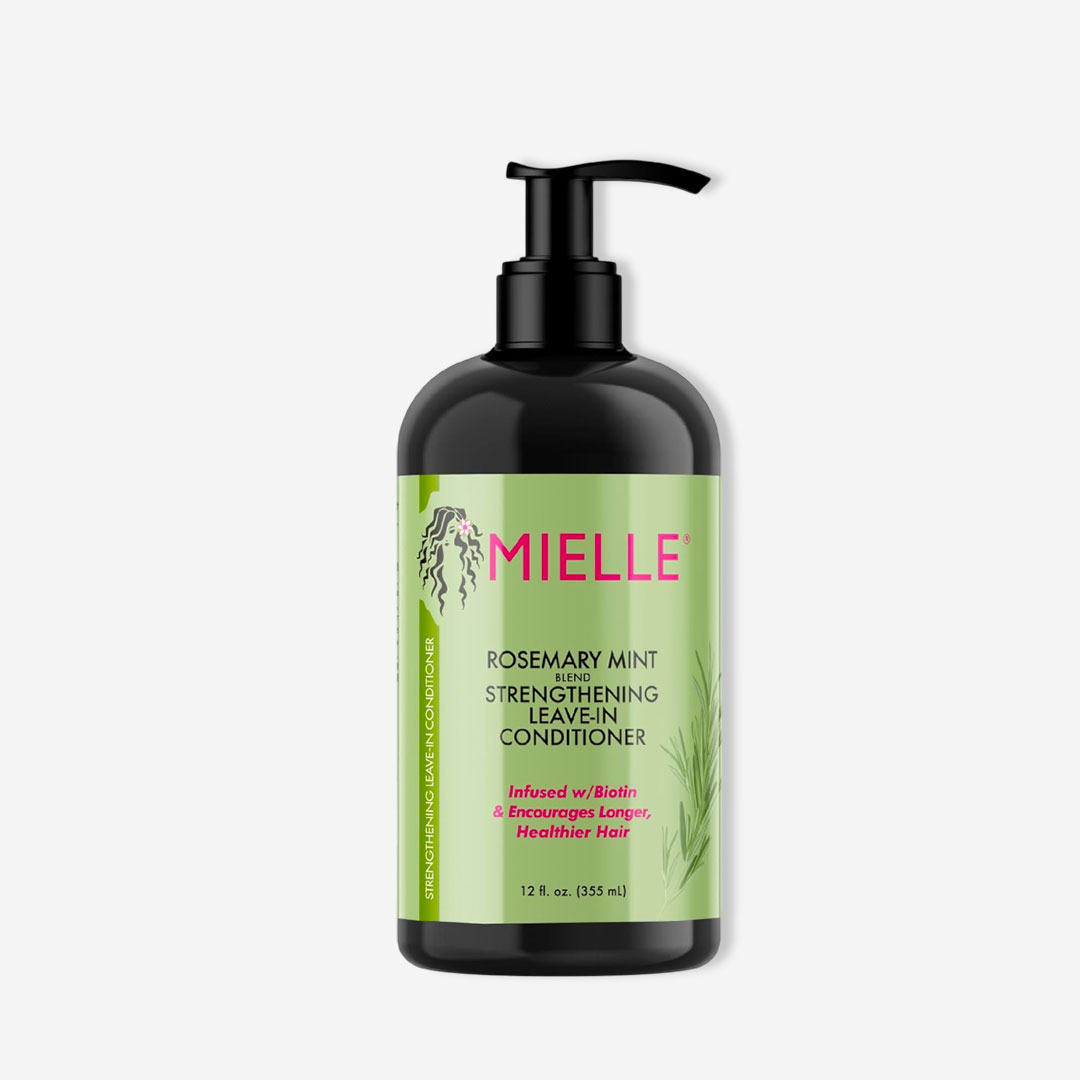 MIELLE®
ROSEMARY MINT
BLEND
STRENGTHENING
LEAVE-IN
CONDITIONER
Infused w/Biotin
& Encourages Longer,
Healthier Hair
12 fl. oz. (355 mL)
STRENGTHENING LEAVE-IN CONDITIONER